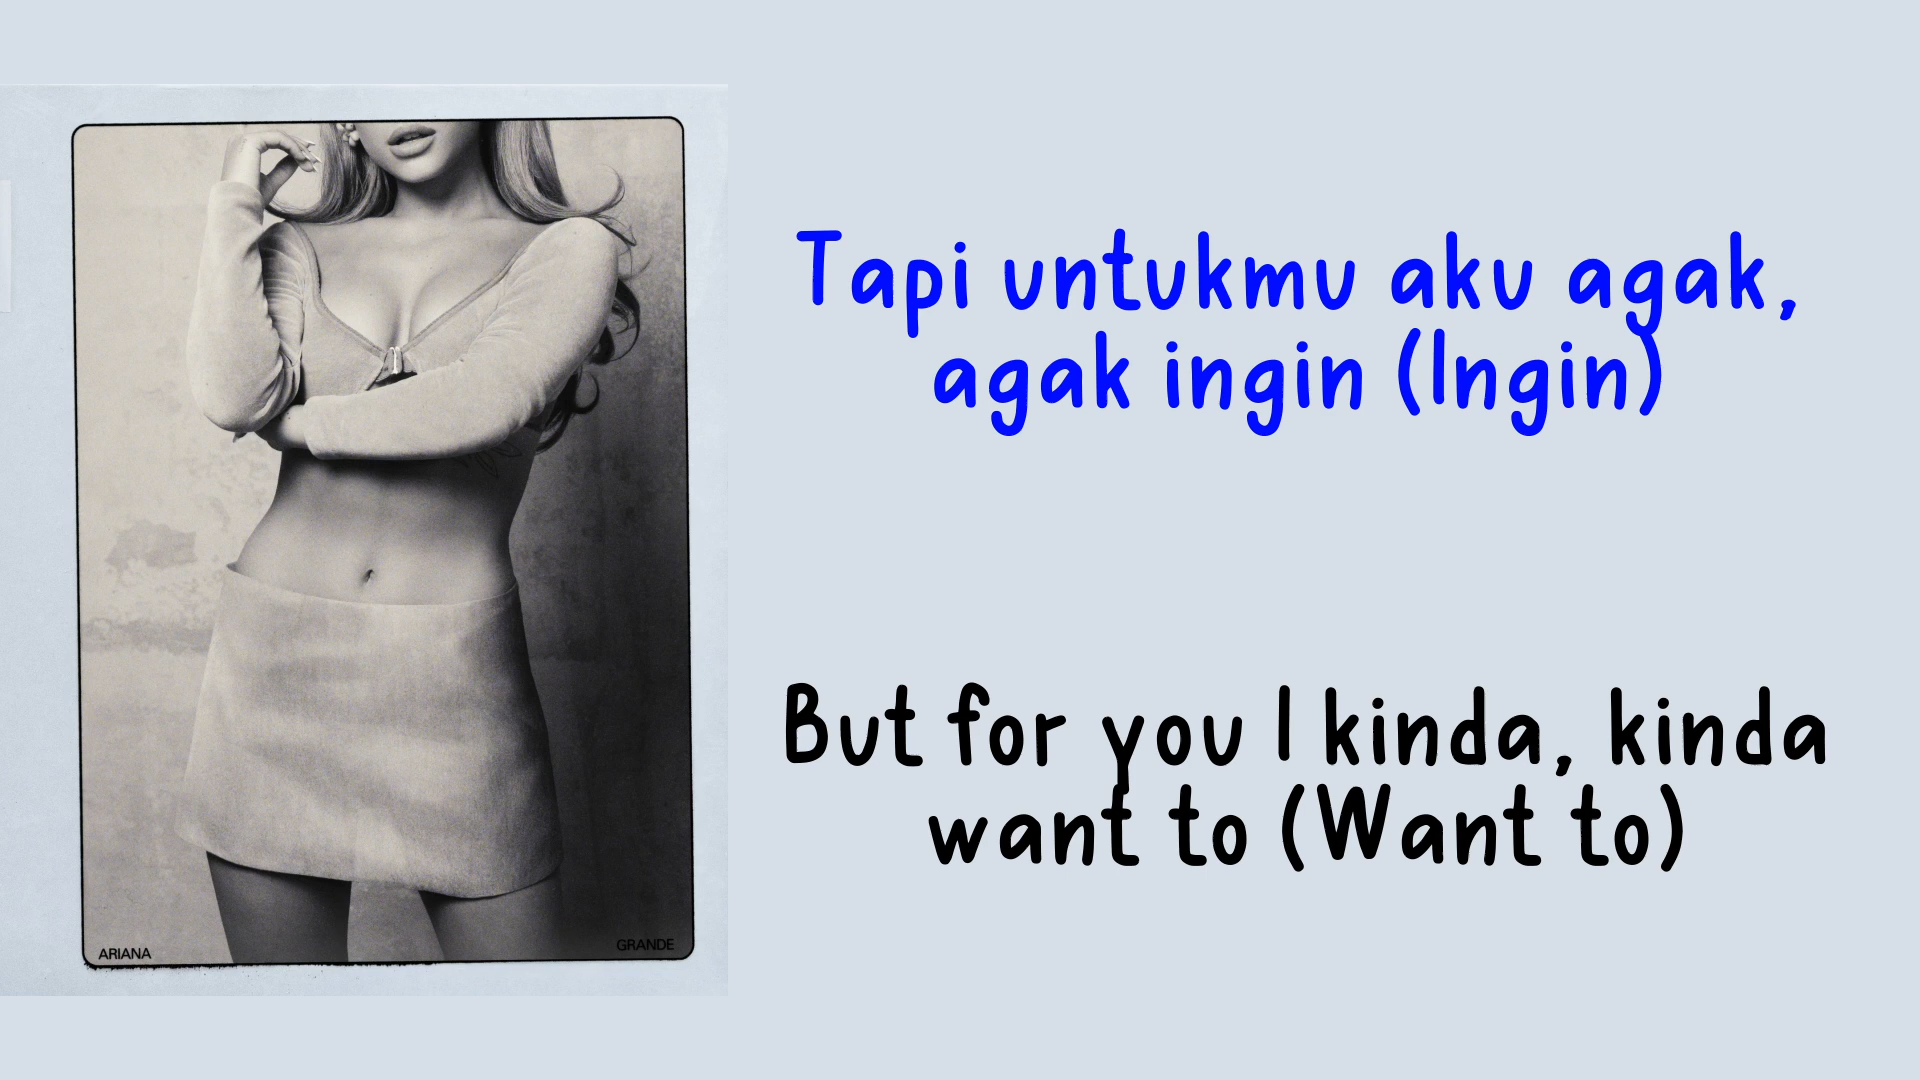 Tapi untukmu aku agak,
agak ingin (Ingin)
But for you I kinda, kinda
want to (Want to)
ARIANA
GRANDE